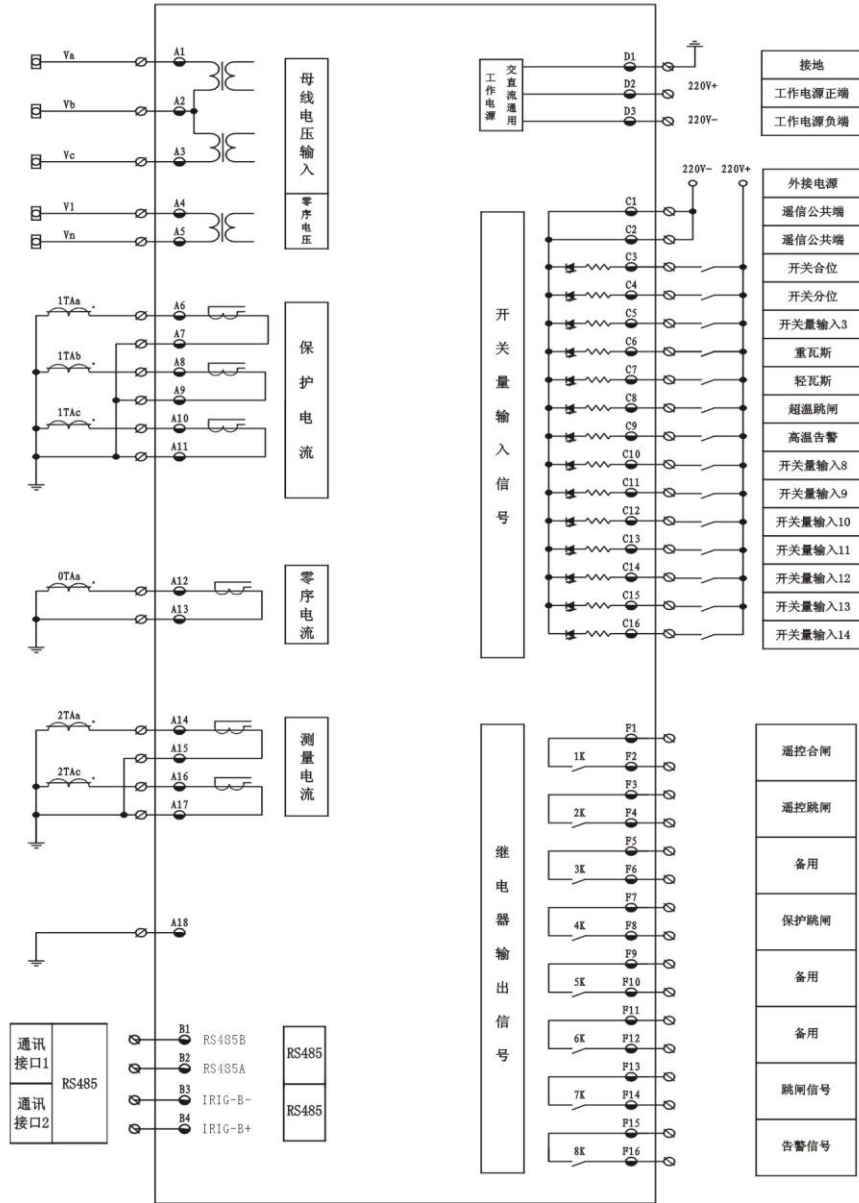 Va
A1
Vb
A2
Vc
A3
V1
A4
Vn
A5
母线电压输入
零序电压
1TAa
A6
A7
1TAb
A8
A9
1TAc
A10
A11
保护电流
0TAa
A12
A13
零序电流
2TAa
A14
A15
2TAc
A16
A17
测量电流
A18
通讯接口1
通讯接口2
RS485
B1 RS485B
B2 RS485A
B3 IRIG-B-
B4 IRIG-B+
RS485
RS485
工作电源
交直流通用
D1
D2 220V+
D3 220V-
接地
工作电源正端
工作电源负端
220V- 220V+
外接电源
开关量输入信号
C1 遥信公共端
C2 遥信公共端
C3 开关合位
C4 开关分位
C5 开关量输入3
C6 重瓦斯
C7 轻瓦斯
C8 超温跳闸
C9 高温告警
C10 开关量输入8
C11 开关量输入9
C12 开关量输入10
C13 开关量输入11
C14 开关量输入12
C15 开关量输入13
C16 开关量输入14
继电器输出信号
F1
1K F2
遥控合闸
F3
2K F4
遥控跳闸
F5
3K F6
备用
F7
4K F8
保护跳闸
F9
5K F10
备用
F11
6K F12
备用
F13
7K F14
跳闸信号
F15
8K F16
告警信号